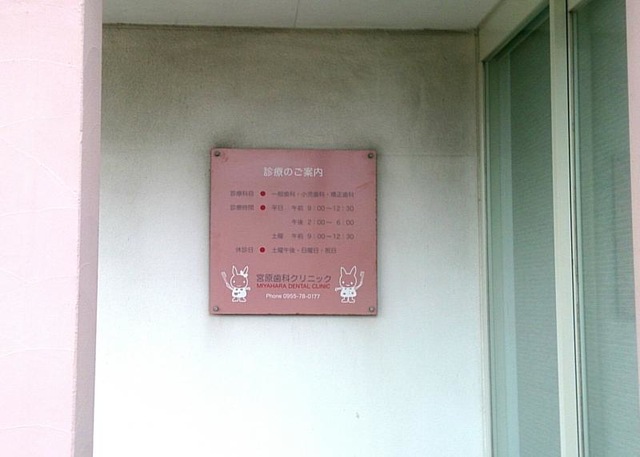 診療のご案内
診療科目 ● 一般歯科・小児歯科・矯正歯科
診療時間 ● 平日 午前 9:00〜12:30
午後 2:00〜 6:00
土曜 午前 9:00〜12:30
休診日 ● 土曜午後・日曜日・祝日
宮原歯科クリニック
MIYAHARA DENTAL CLINIC
Phone 0955-78-0177